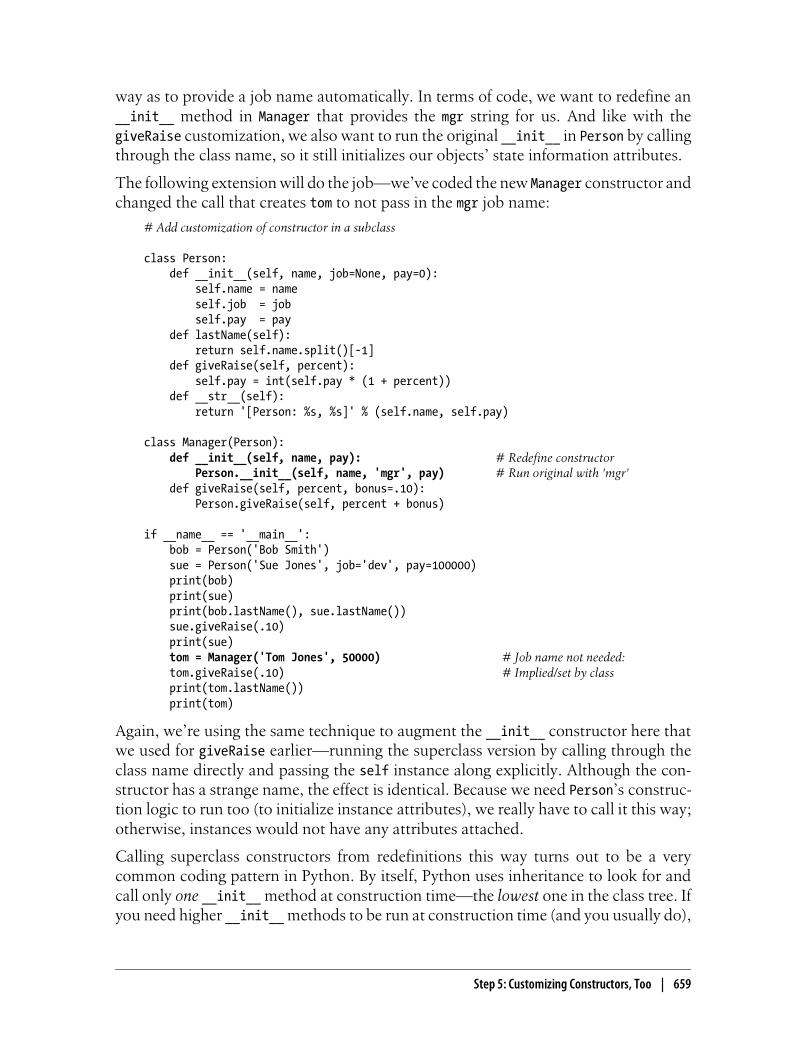 way as to provide a job name automatically. In terms of code, we want to redefine an
__init__ method in Manager that provides the mgr string for us. And like with the
giveRaise customization, we also want to run the original __init__ in Person by calling
through the class name, so it still initializes our objects’ state information attributes.
The following extension will do the job—we’ve coded the new Manager constructor and
changed the call that creates tom to not pass in the mgr job name:
# Add customization of constructor in a subclass
class Person:
    def __init__(self, name, job=None, pay=0):
        self.name = name
        self.job  = job
        self.pay  = pay
    def lastName(self):
        return self.name.split()[-1]
    def giveRaise(self, percent):
        self.pay = int(self.pay * (1 + percent))
    def __str__(self):
        return '[Person: %s, %s]' % (self.name, self.pay)
class Manager(Person):
    def __init__(self, name, pay):                     # Redefine constructor
        Person.__init__(self, name, 'mgr', pay)        # Run original with 'mgr'
    def giveRaise(self, percent, bonus=.10):
        Person.giveRaise(self, percent + bonus)
if __name__ == '__main__':
    bob = Person('Bob Smith')
    sue = Person('Sue Jones', job='dev', pay=100000)
    print(bob)
    print(sue)
    print(bob.lastName(), sue.lastName())
    sue.giveRaise(.10)
    print(sue)
    tom = Manager('Tom Jones', 50000)                   # Job name not needed:
    tom.giveRaise(.10)                                  # Implied/set by class
    print(tom.lastName())
    print(tom)
Again, we’re using the same technique to augment the __init__ constructor here that
we used for giveRaise earlier—running the superclass version by calling through the
class name directly and passing the self instance along explicitly. Although the con-
structor has a strange name, the effect is identical. Because we need Person’s construc-
tion logic to run too (to initialize instance attributes), we really have to call it this way;
otherwise, instances would not have any attributes attached.
Calling superclass constructors from redefinitions this way turns out to be a very
common coding pattern in Python. By itself, Python uses inheritance to look for and
call only one __init__ method at construction time—the lowest one in the class tree. If
you need higher __init__ methods to be run at construction time (and you usually do),
Step 5: Customizing Constructors, Too | 659